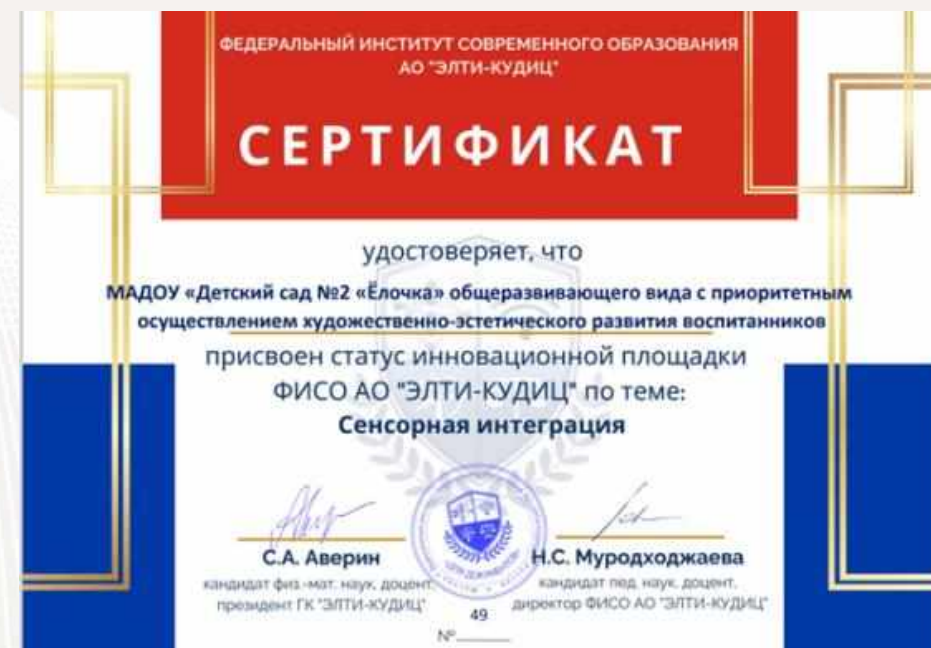 ФЕДЕРАЛЬНЫЙ ИНСТИТУТ СОВРЕМЕННОГО ОБРАЗОВАНИЯ
АО "ЭЛТИ-КУДИЦ"
СЕРТИФИКАТ
удостоверяет, что
МАДОУ «Детский сад №2 «Ёлочка» общеразвивающего вида с приоритетным
осуществлением художественно-эстетического развития воспитанников
присвоен статус инновационной площадки
ФИСО АО "ЭЛТИ-КУДИЦ" по теме:
Сенсорная интеграция
С.А. Аверин
кандидат физ.-мат. наук, доцент,
президент ГК "ЭЛТИ-КУДИЦ"
Н.С. Муродходжаева
кандидат пед. наук, доцент,
директор ФИСО АО "ЭЛТИ-КУДИЦ"
49
№